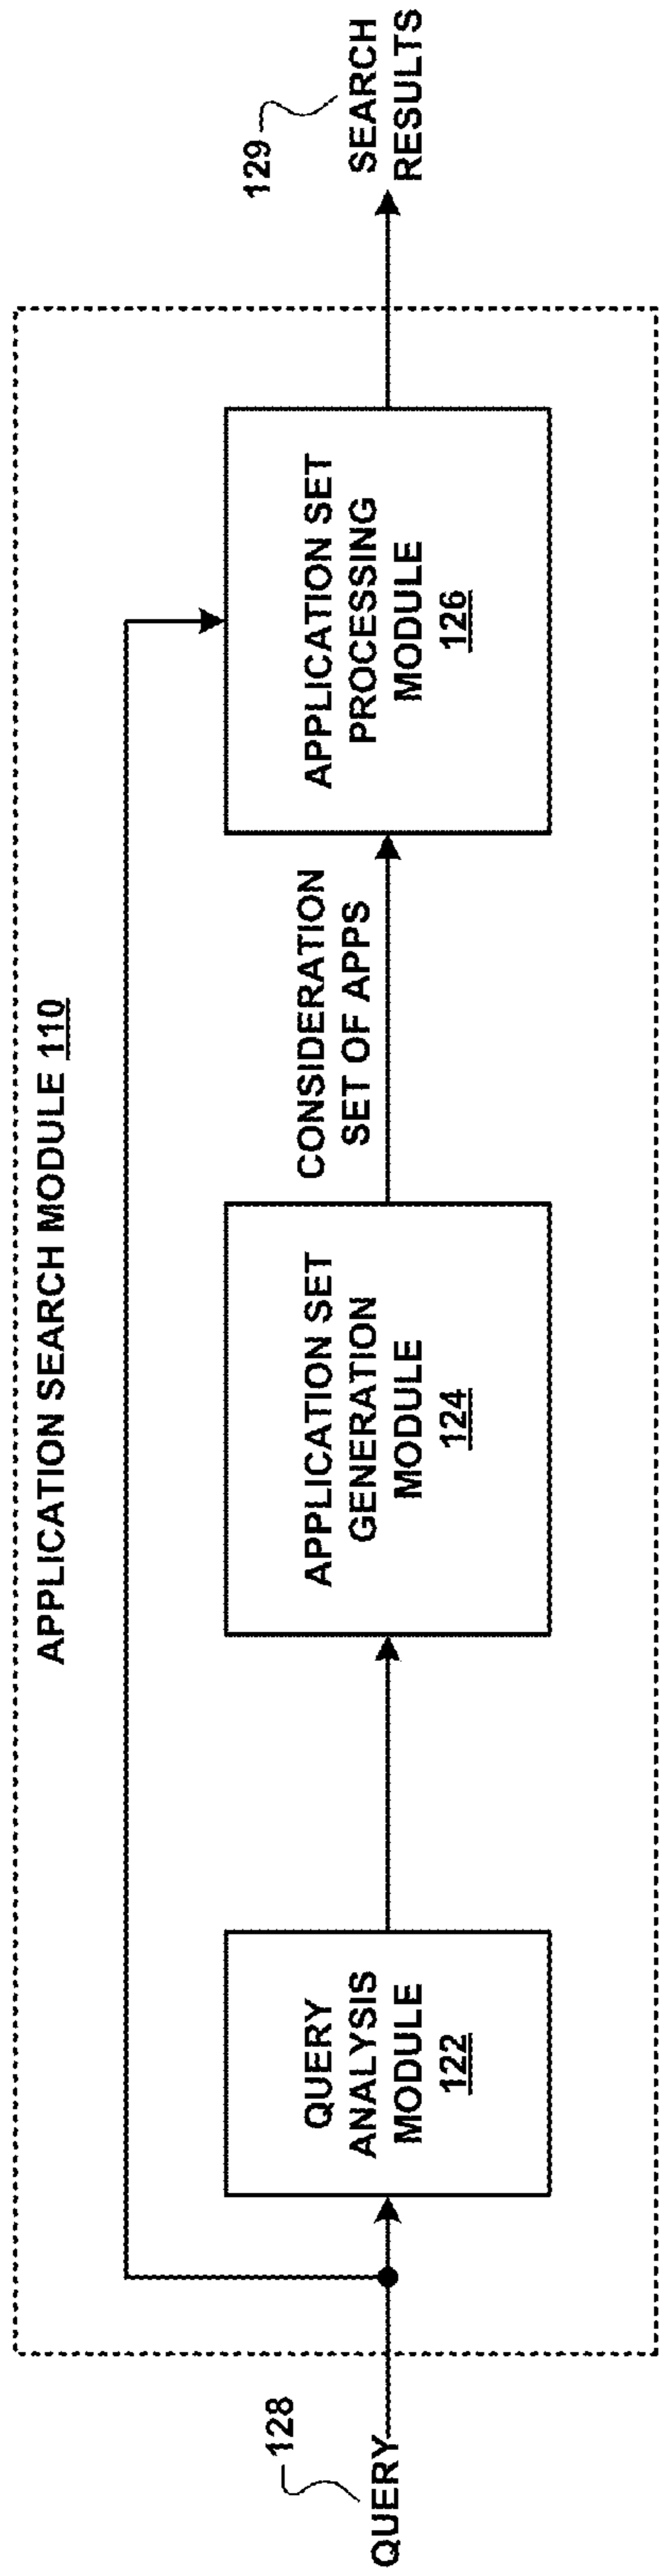 APPLICATION SEARCH MODULE 110
128
QUERY
QUERY
ANALYSIS
MODULE
122
APPLICATION SET
GENERATION
MODULE
124
CONSIDERATION
SET OF APPS
APPLICATION SET
PROCESSING
MODULE
126
129
SEARCH
RESULTS